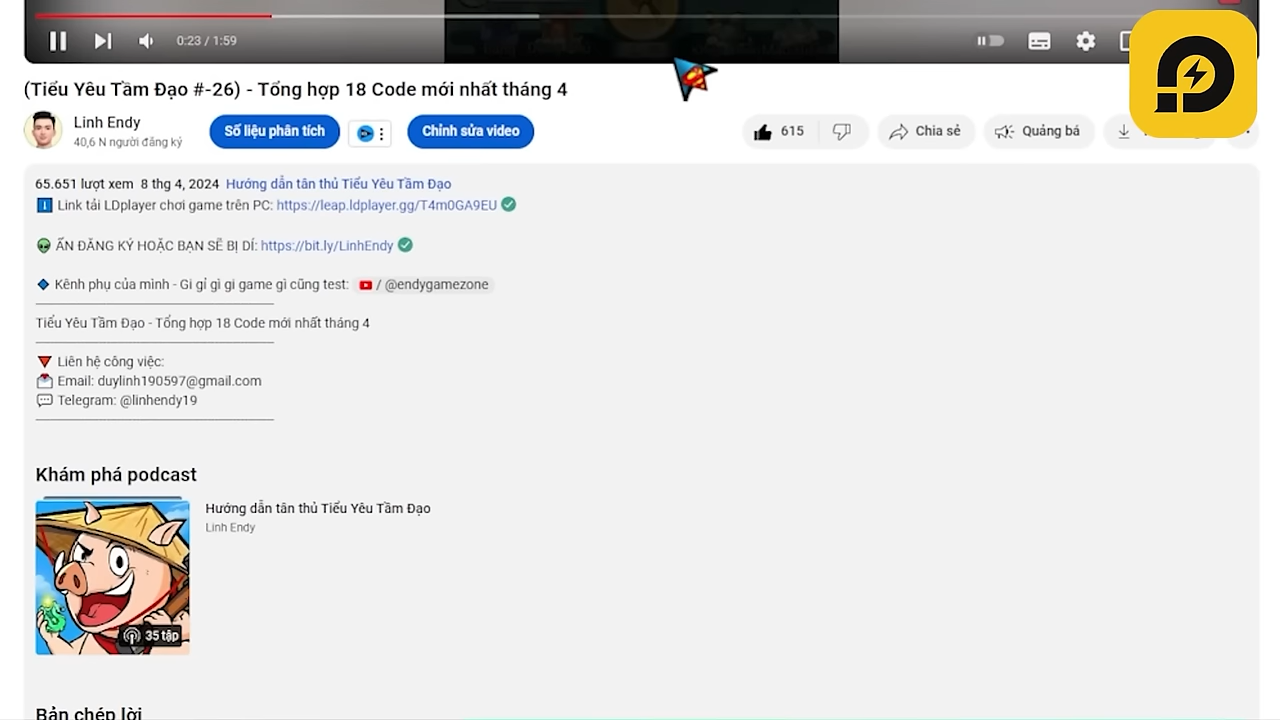 0:23 / 1:59
(Tiểu Yêu Tầm Đạo #-26) - Tổng hợp 18 Code mới nhất tháng 4
Linh Endy
40,6 N người đăng ký
Số liệu phân tích
Chỉnh sửa video
615
Chia sẻ
Quảng bá
65.651 lượt xem 8 thg 4, 2024 Hướng dẫn tân thủ Tiểu Yêu Tầm Đạo
Link tải LDplayer chơi game trên PC: https://leap.ldplayer.gg/T4m0GA9EU
ẤN ĐĂNG KÝ HOẶC BẠN SẼ BỊ DÍ: https://bit.ly/LinhEndy
Kênh phụ của mình - Gi gỉ gì gi game gì cũng test: / @endygamezone
Tiểu Yêu Tầm Đạo - Tổng hợp 18 Code mới nhất tháng 4
Liên hệ công việc:
Email: duylinh190597@gmail.com
Telegram: @linhendy19
Khám phá podcast
Hướng dẫn tân thủ Tiểu Yêu Tầm Đạo
Linh Endy
35 tập
Bản chép lời